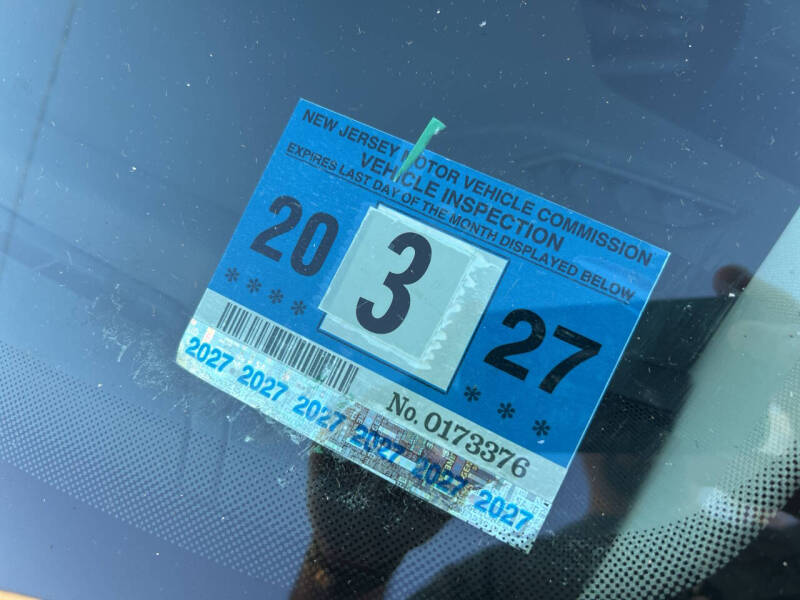 NEW JERSEY MOTOR VEHICLE COMMISSION
VEHICLE INSPECTION
EXPIRES LAST DAY OF THE MONTH DISPLAYED BELOW
20 3 27
**** ***
No. 0173376
2027 2027 2027 2027 2027 2027